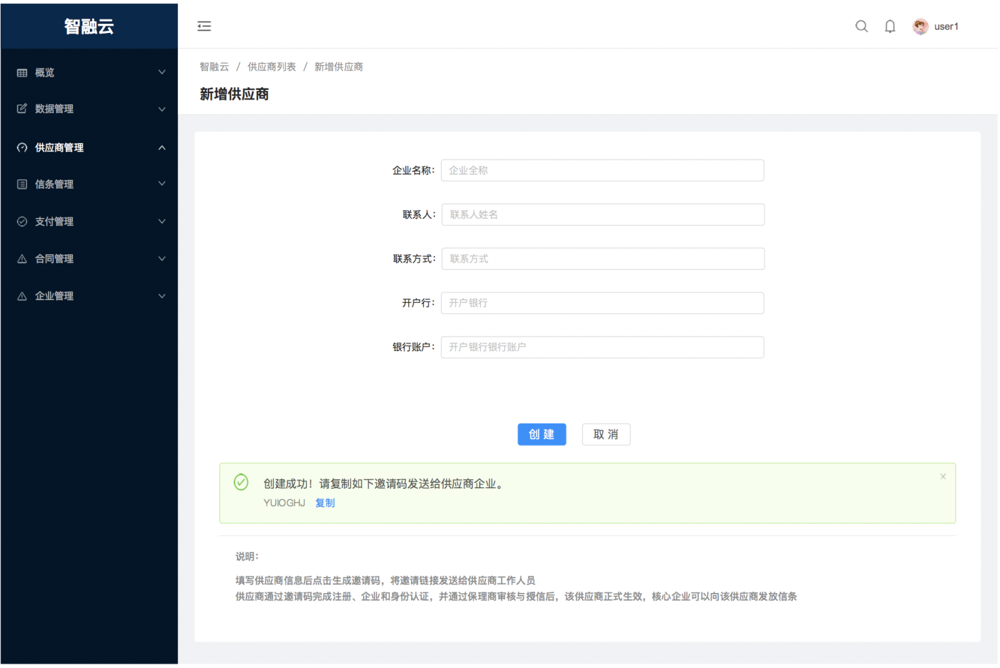 智融云
user1
概览
数据管理
供应商管理
信条管理
支付管理
合同管理
企业管理
智融云 / 供应商列表 / 新增供应商
新增供应商
企业名称： 企业全称
联系人： 联系人姓名
联系方式： 联系方式
开户行： 开户银行
银行账户： 开户银行银行账户
创 建 取 消
创建成功！请复制如下邀请码发送给供应商企业。
YUIOGHJ 复制
说明：
填写供应商信息后点击生成邀请码，将邀请链接发送给供应商工作人员
供应商通过邀请码完成注册、企业和身份认证，并通过保理商审核与授信后，该供应商正式生效，核心企业可以向该供应商发放信条